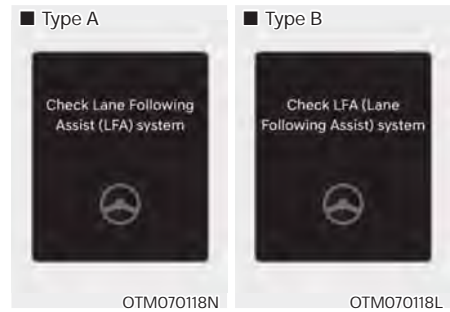 ■ Type A
Check Lane Following
Assist (LFA) system
OTM070118N
■ Type B
Check LFA (Lane
Following Assist) system
OTM070118L